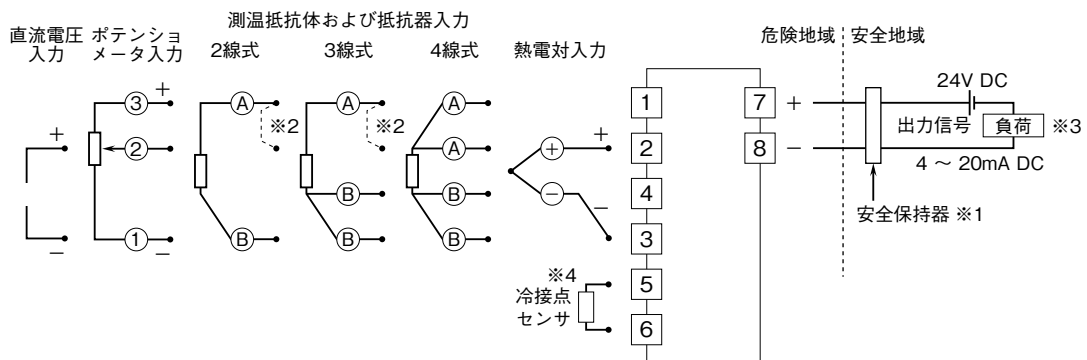 直流電圧
入力
ポテンショ
メータ入力
測温抵抗体および抵抗器入力
2線式
3線式
4線式
熱電対入力
危険地域
安全地域
+
−
3
+
2
1
−
A
※2
B
A
※2
B
B
A
A
B
B
+
+
−
−
※4
冷接点
センサ
1
2
4
3
5
6
7
8
+
−
24V DC
出力信号
負荷
※3
4 ~ 20mA DC
安全保持器 ※1